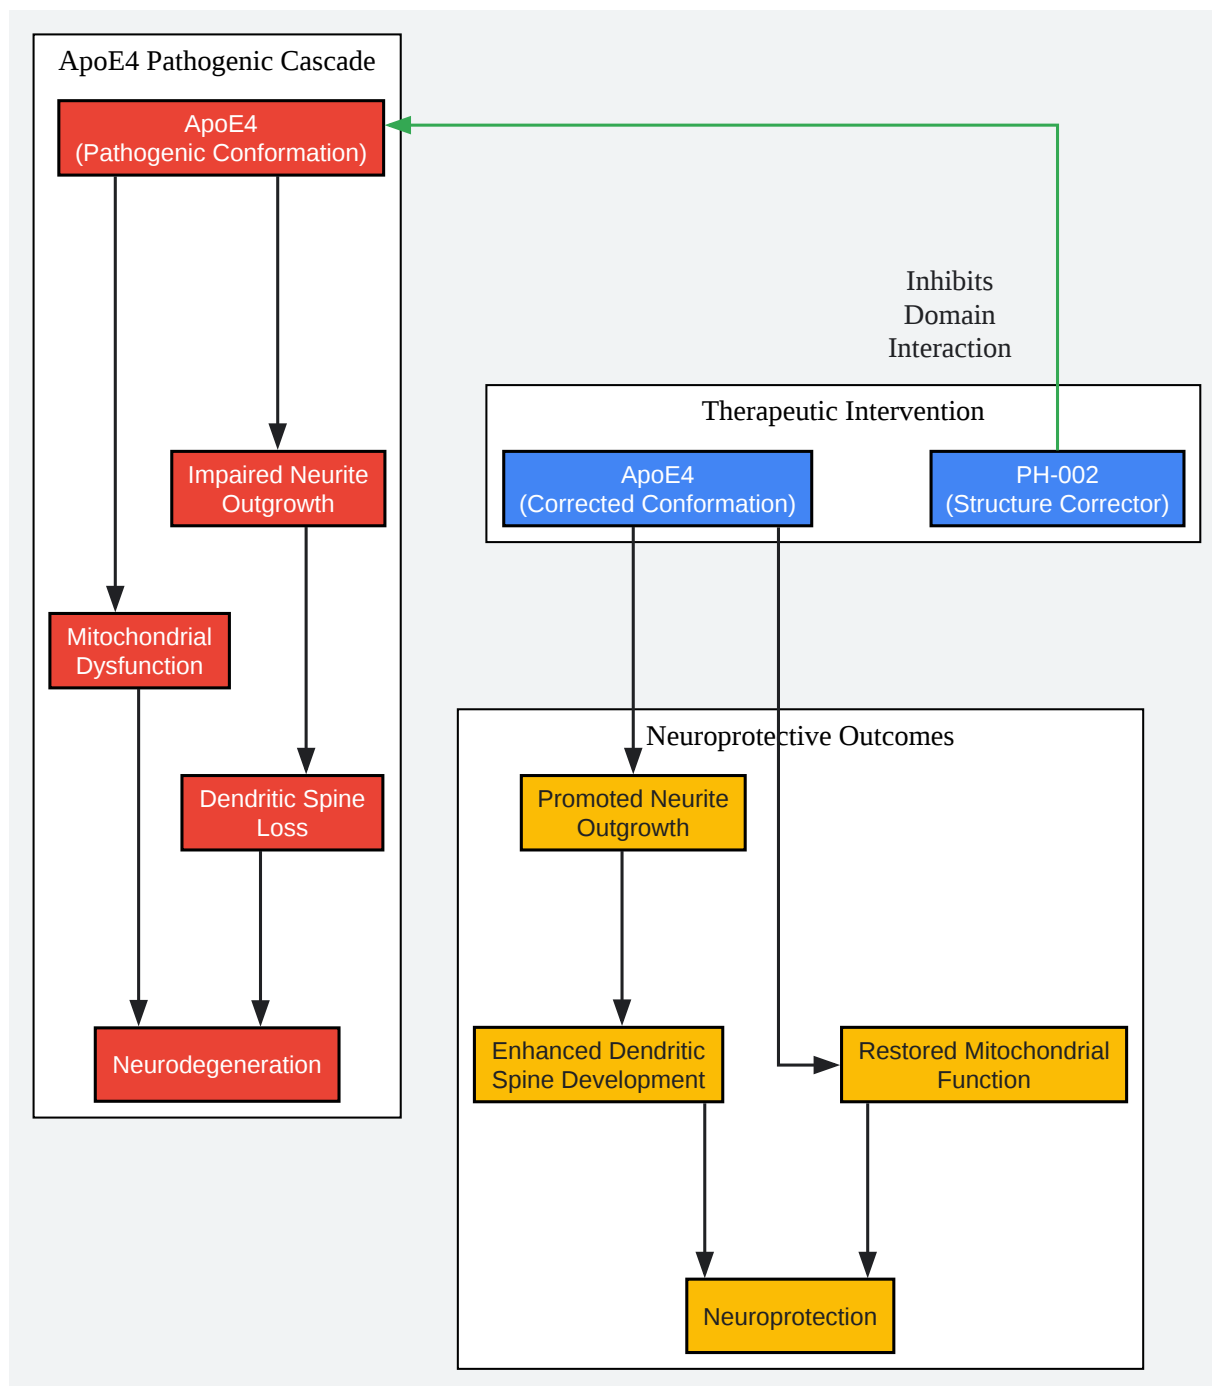 ApoE4 Pathogenic Cascade
ApoE4
(Pathogenic Conformation)
Impaired Neurite
Outgrowth
Mitochondrial
Dysfunction
Dendritic Spine
Loss
Neurodegeneration
Inhibits
Domain
Interaction
Therapeutic Intervention
ApoE4
(Corrected Conformation)
PH-002
(Structure Corrector)
Neuroprotective Outcomes
Promoted Neurite
Outgrowth
Enhanced Dendritic
Spine Development
Restored Mitochondrial
Function
Neuroprotection